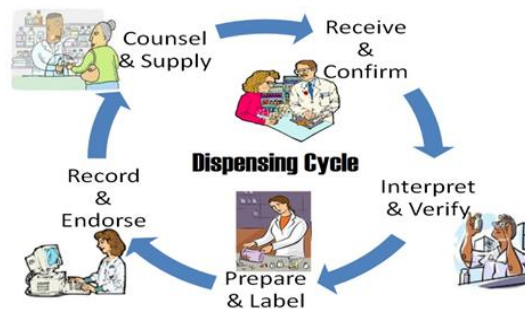 Counsel
& Supply
Receive
&
Confirm
Dispensing Cycle
Interpret
& Verify
Prepare
& Label
Record
&
Endorse